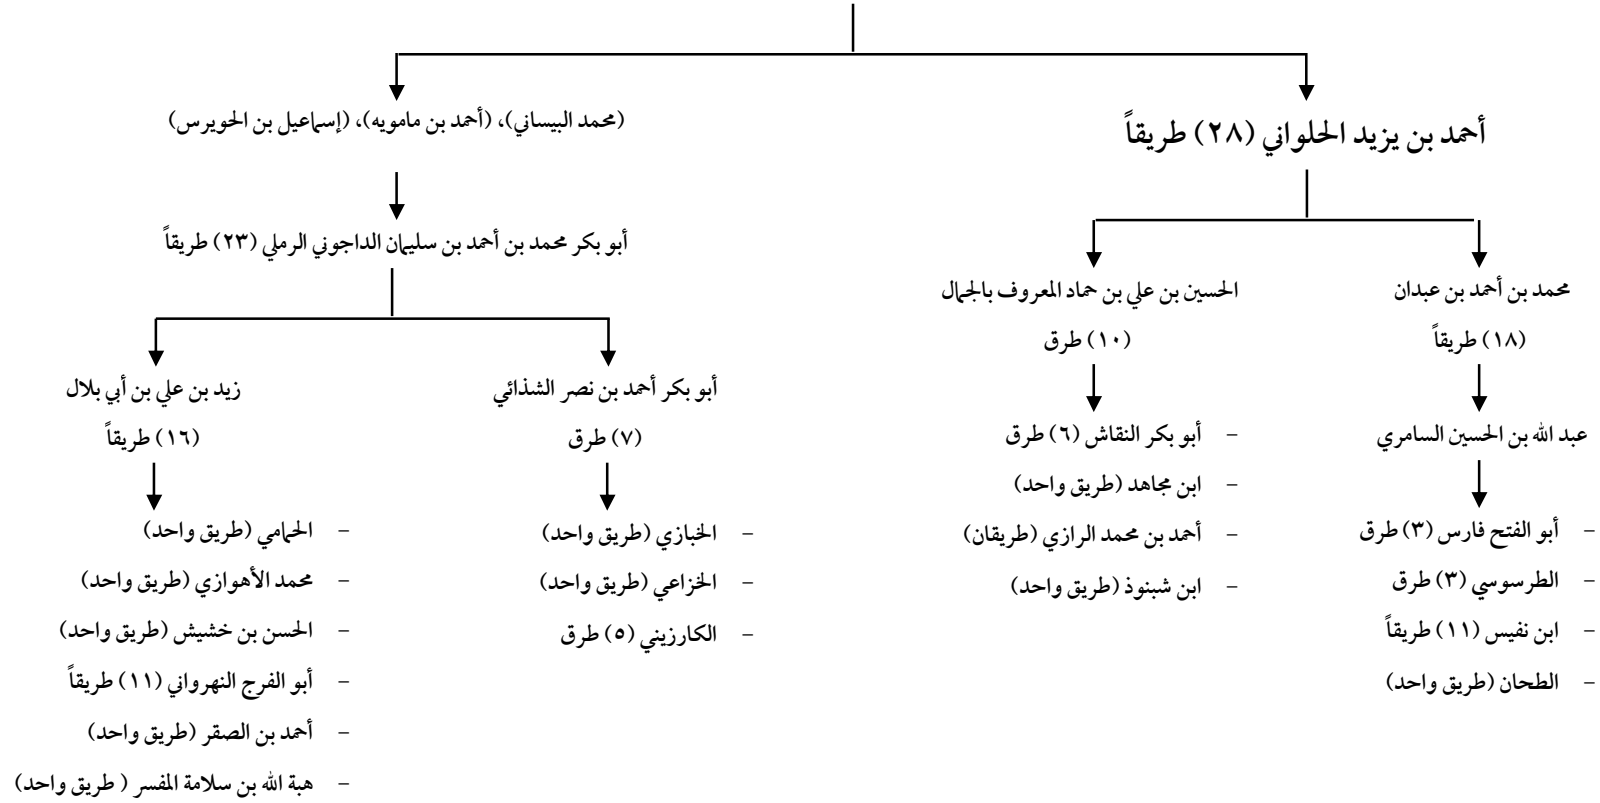 أحمد بن يزيد الحلواني (٢٨) طريقاً
(محمد البيساني)، (أحمد بن مامويه)، (إسماعيل بن الحويرس)
أبو بكر محمد بن أحمد بن سليمان الداجوني الرملي (٢٣) طريقاً
محمد بن أحمد بن عبدان
(١٨) طريقاً
عبد الله بن الحسين السامري
- أبو الفتح فارس (٣) طرق
- الطرسوسي (٣) طرق
- ابن نفيس (١١) طريقاً
- الطحان (طريق واحد)
الحسين بن علي بن حماد المعروف بالجمال
(١٠) طرق
- أبو بكر النقاش (٦) طرق
- ابن مجاهد (طريق واحد)
- أحمد بن محمد الرازي (طريقان)
- ابن شبنوذ (طريق واحد)
أبو بكر أحمد بن نصر الشذائي
(٧) طرق
- الخبازي (طريق واحد)
- الخزاعي (طريق واحد)
- الكارزيني (٥) طرق
زيد بن علي بن أبي بلال
(١٦) طريقاً
- الحمامي (طريق واحد)
- محمد الأهوازي (طريق واحد)
- الحسن بن خشيش (طريق واحد)
- أبو الفرج النهرواني (١١) طريقاً
- أحمد بن الصقر (طريق واحد)
- هبة الله بن سلامة المفسر ( طريق واحد)